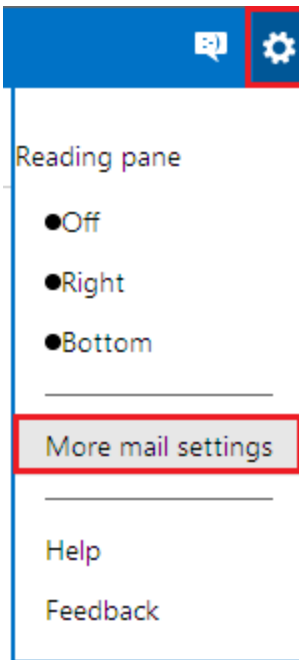 Reading pane
●Off
●Right
●Bottom
More mail settings
Help
Feedback